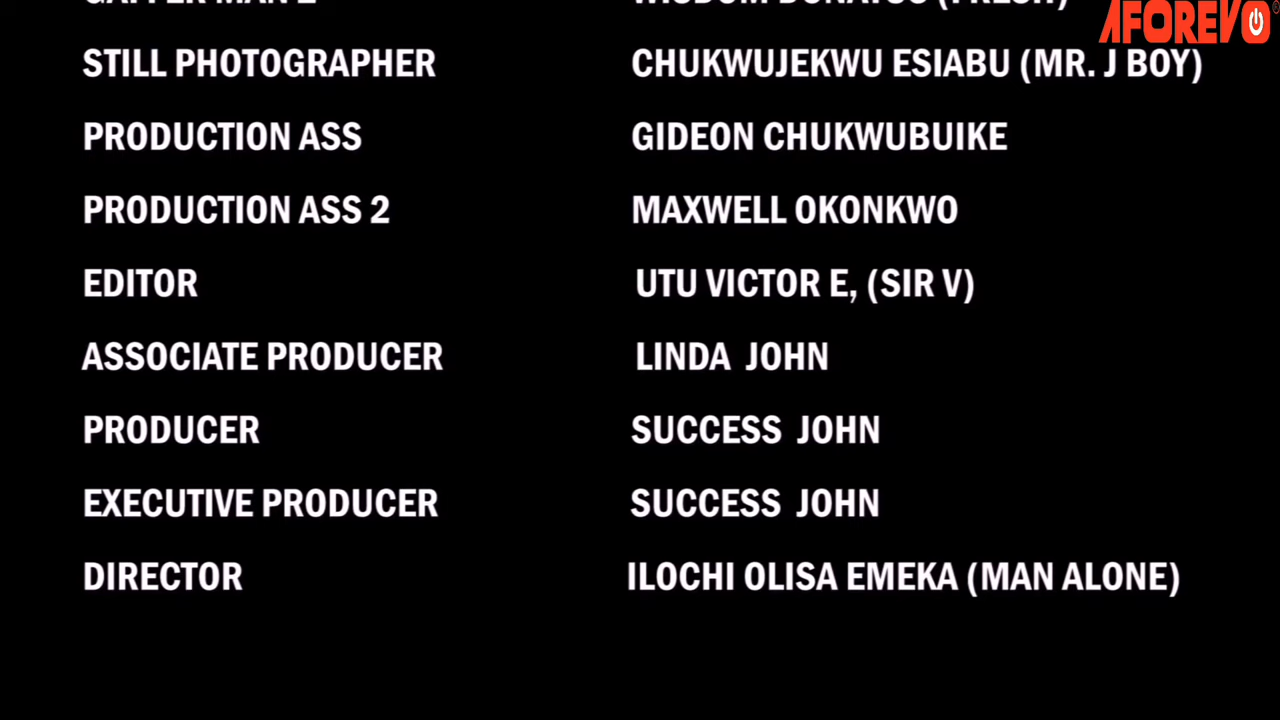 AFOREVO
STILL PHOTOGRAPHER CHUKWUJEKWU ESIABU (MR. J BOY)
PRODUCTION ASS GIDEON CHUKWUBUIKE
PRODUCTION ASS 2 MAXWELL OKONKWO
EDITOR UTU VICTOR E, (SIR V)
ASSOCIATE PRODUCER LINDA JOHN
PRODUCER SUCCESS JOHN
EXECUTIVE PRODUCER SUCCESS JOHN
DIRECTOR ILOCHI OLISA EMEKA (MAN ALONE)